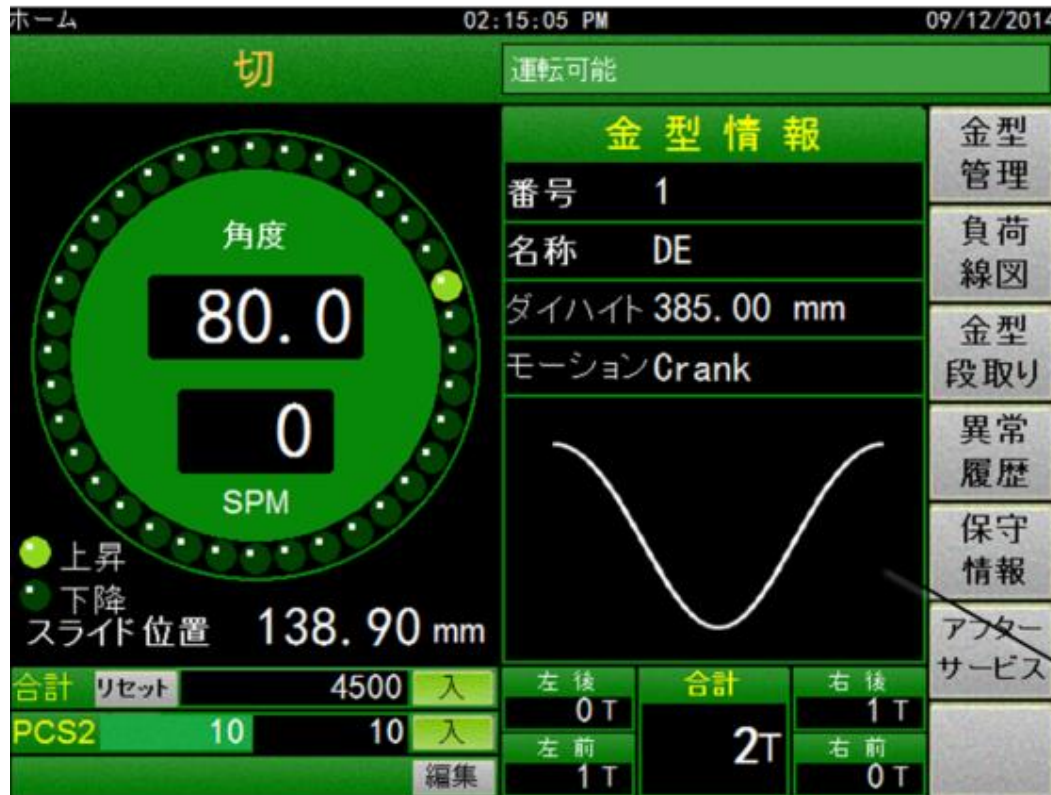 ホーム 02:15:05 PM 09/12/2014
切
運転可能
角度
80.0
0
SPM
上昇
下降
スライド位置 138.90 mm
合計 リセット 4500 入
PCS2 10 10 入
編集
金型情報
番号 1
名称 DE
ダイハイト 385.00 mm
モーション Crank
左後
0 T
左前
1 T
合計
2T
右後
1 T
右前
0 T
金型
管理
負荷
線図
金型
段取り
異常
履歴
保守
情報
アフター
サービス